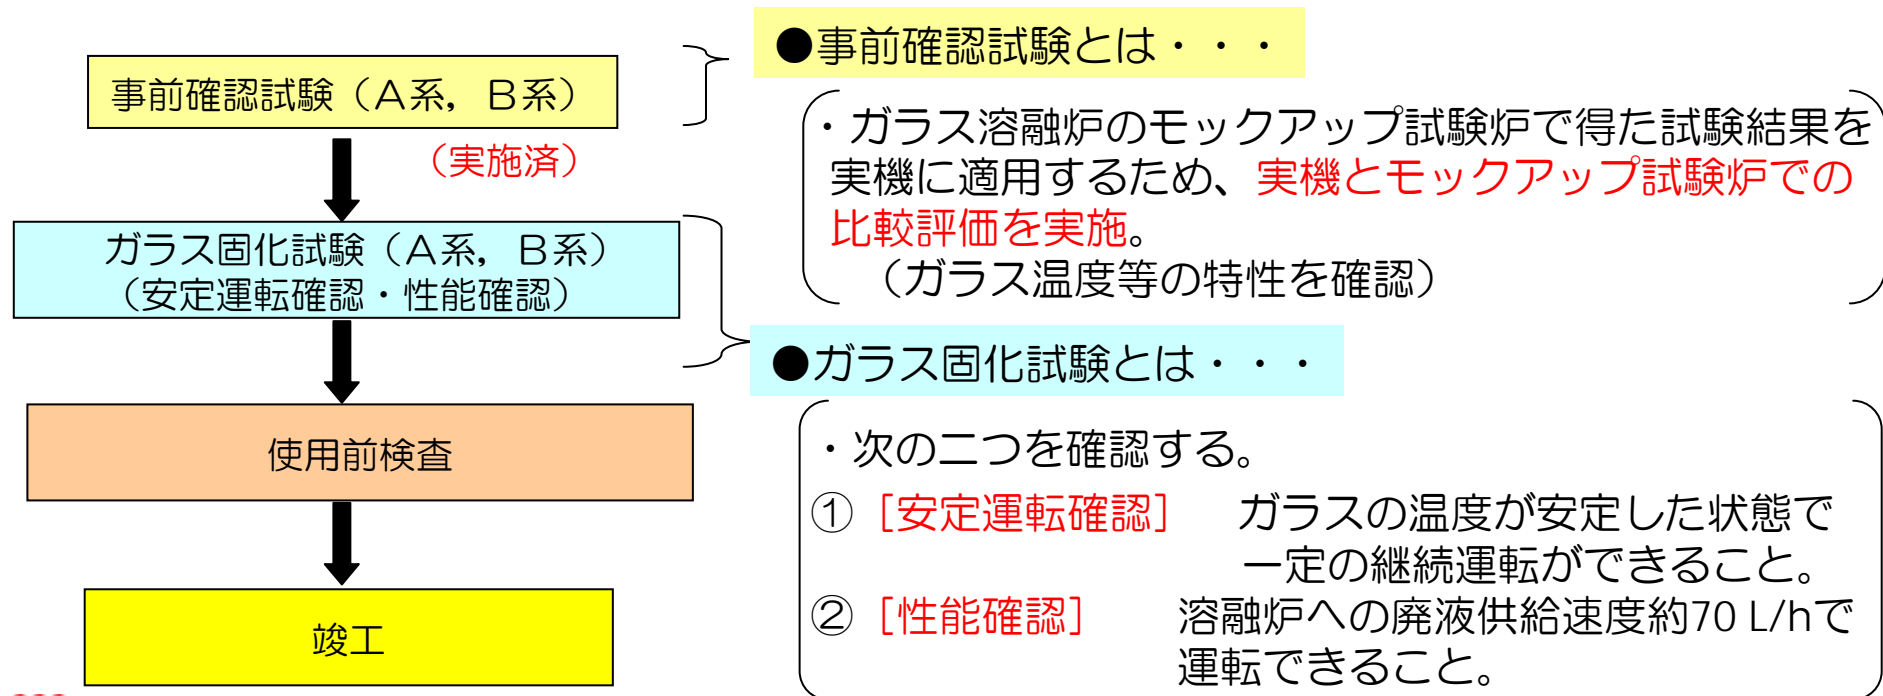 事前確認試験（A系，B系）
（実施済）
ガラス固化試験（A系，B系）
（安定運転確認・性能確認）
使用前検査
竣工
●事前確認試験とは・・・
・ガラス溶融炉のモックアップ試験炉で得た試験結果を
実機に適用するため、実機とモックアップ試験炉での
比較評価を実施。
（ガラス温度等の特性を確認）
●ガラス固化試験とは・・・
・次の二つを確認する。
①［安定運転確認］ ガラスの温度が安定した状態で
一定の継続運転ができること。
②［性能確認］ 溶融炉への廃液供給速度約70 L/hで
運転できること。